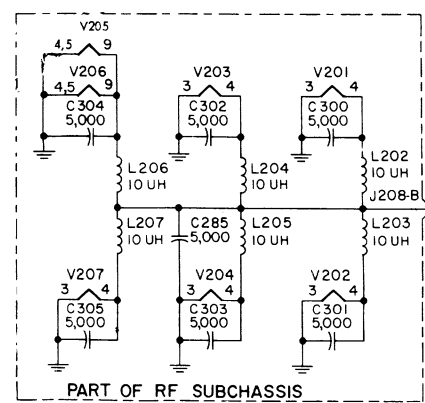 V205
4,5 9
V206
4,5 9
C304
5,000
V203
3 4
C302
5,000
V201
3 4
C300
5,000
L206
10 UH
L204
10 UH
L202
10 UH
J208-B
L207
10 UH
C285
5,000
L205
10 UH
L203
10 UH
V207
3 4
C305
5,000
V204
3 4
C303
5,000
V202
3 4
C301
5,000
PART OF RF SUBCHASSIS